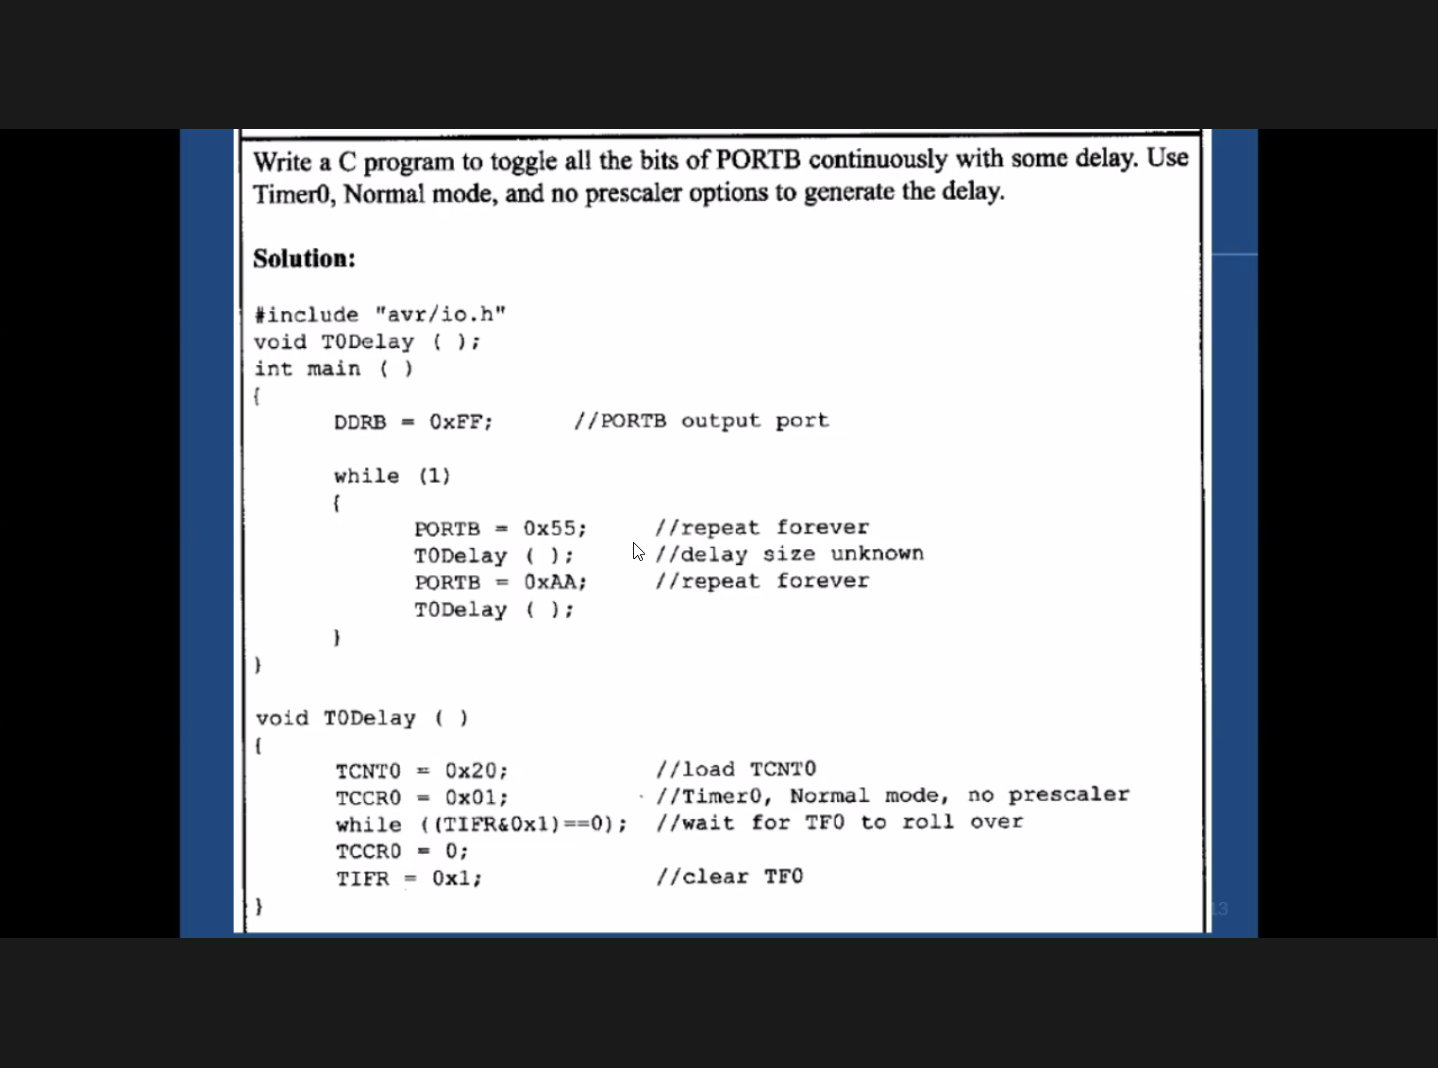 Write a C program to toggle all the bits of PORTB continuously with some delay. Use
Timer0, Normal mode, and no prescaler options to generate the delay.
Solution:
#include "avr/io.h"
void T0Delay ( );
int main ( )
{
DDRB = 0xFF; //PORTB output port
while (1)
{
PORTB = 0x55; //repeat forever
T0Delay ( ); //delay size unknown
PORTB = 0xAA; //repeat forever
T0Delay ( );
}
}
void T0Delay ( )
{
TCNT0 = 0x20; //load TCNT0
TCCR0 = 0x01; //Timer0, Normal mode, no prescaler
while ((TIFR&0x1)==0); //wait for TF0 to roll over
TCCR0 = 0;
TIFR = 0x1; //clear TF0
}
13